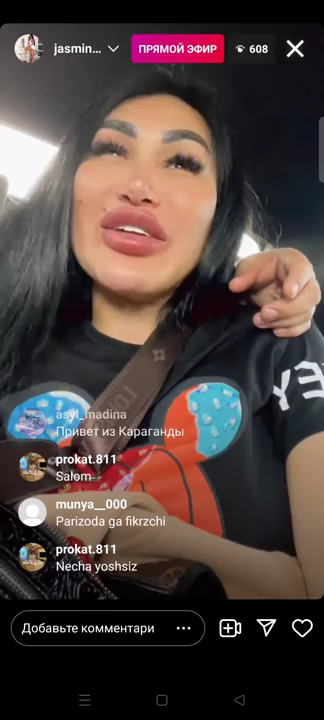 jasmin...
ПРЯМОЙ ЭФИР
608
asyl_madina
Привет из Караганды
prokat.811
Salom
munya__000
Parizoda ga fikrzchi
prokat.811
Necha yoshsiz
Добавьте комментари